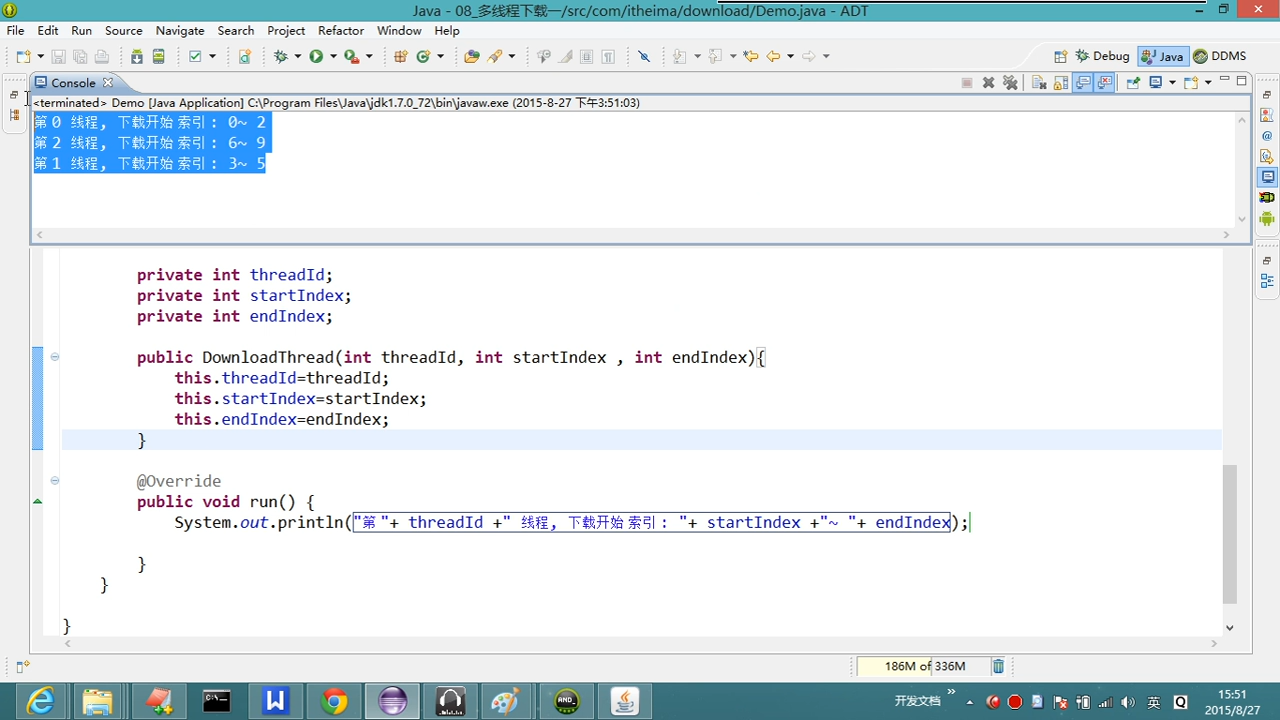 Java - 08_多线程下载一/src/com/itheima/download/Demo.java - ADT
File Edit Run Source Navigate Search Project Refactor Window Help
Debug Java DDMS
Console
<terminated> Demo [Java Application] C:\Program Files\Java\jdk1.7.0_72\bin\javaw.exe (2015-8-27 下午3:51:03)
第 0 线程, 下载开始 索引 : 0~ 2
第 2 线程, 下载开始 索引 : 6~ 9
第 1 线程, 下载开始 索引 : 3~ 5
private int threadId;
private int startIndex;
private int endIndex;
public DownloadThread(int threadId, int startIndex , int endIndex){
this.threadId=threadId;
this.startIndex=startIndex;
this.endIndex=endIndex;
}
@Override
public void run() {
System.out.println("第 "+ threadId +" 线程, 下载开始 索引 : "+ startIndex +"~ "+ endIndex);
}
}
}
186M of 336M
开发文档
英
15:51
2015/8/27